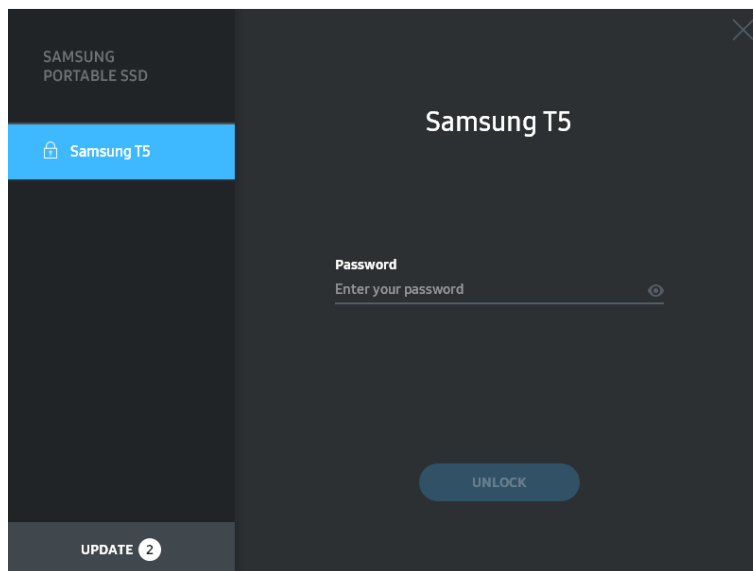 SAMSUNG
PORTABLE SSD
Samsung T5
Samsung T5
Password
Enter your password
UNLOCK
UPDATE 2